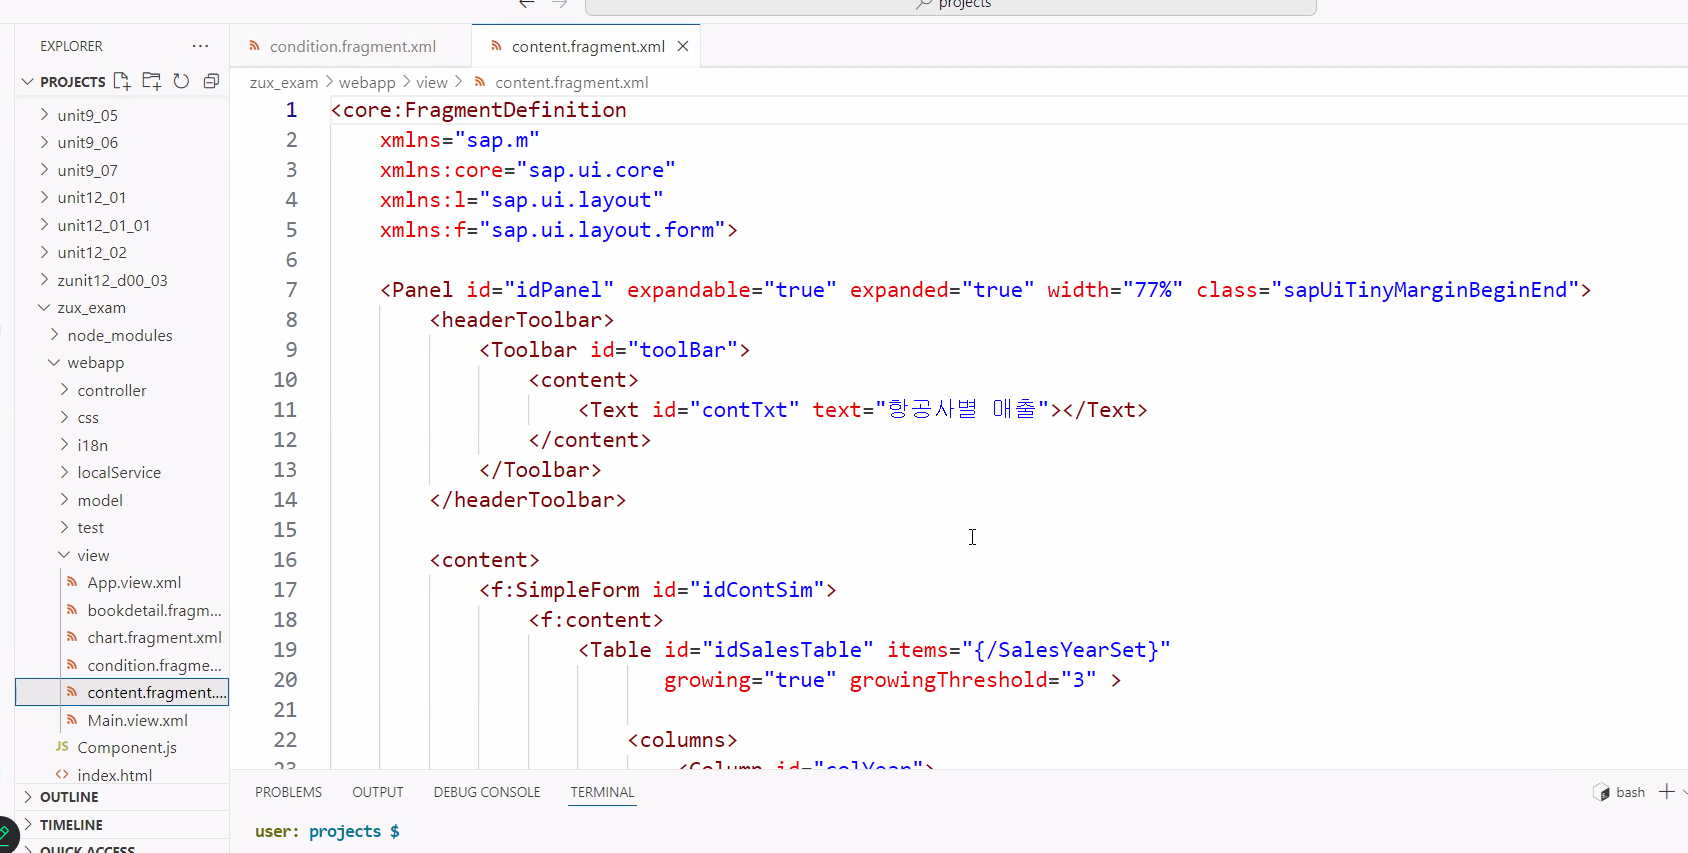 projects
EXPLORER ···
condition.fragment.xml
content.fragment.xml
PROJECTS
zux_exam > webapp > view > content.fragment.xml
unit9_05
unit9_06
unit9_07
unit12_01
unit12_01_01
unit12_02
zunit12_d00_03
zux_exam
node_modules
webapp
controller
css
i18n
localService
model
test
view
App.view.xml
bookdetail.fragm...
chart.fragment.xml
condition.fragme...
content.fragment....
Main.view.xml
JS Component.js
<> index.html
OUTLINE
TIMELINE
QUICK ACCESS
1 <core:FragmentDefinition
2 xmlns="sap.m"
3 xmlns:core="sap.ui.core"
4 xmlns:l="sap.ui.layout"
5 xmlns:f="sap.ui.layout.form">
6
7 <Panel id="idPanel" expandable="true" expanded="true" width="77%" class="sapUiTinyMarginBeginEnd">
8 <headerToolbar>
9 <Toolbar id="toolBar">
10 <content>
11 <Text id="contTxt" text="항공사별 매출"></Text>
12 </content>
13 </Toolbar>
14 </headerToolbar>
15
16 <content>
17 <f:SimpleForm id="idContSim">
18 <f:content>
19 <Table id="idSalesTable" items="{/SalesYearSet}"
20 growing="true" growingThreshold="3" >
21
22 <columns>
23 <Column id="colYear">
PROBLEMS OUTPUT DEBUG CONSOLE TERMINAL
bash
user: projects $